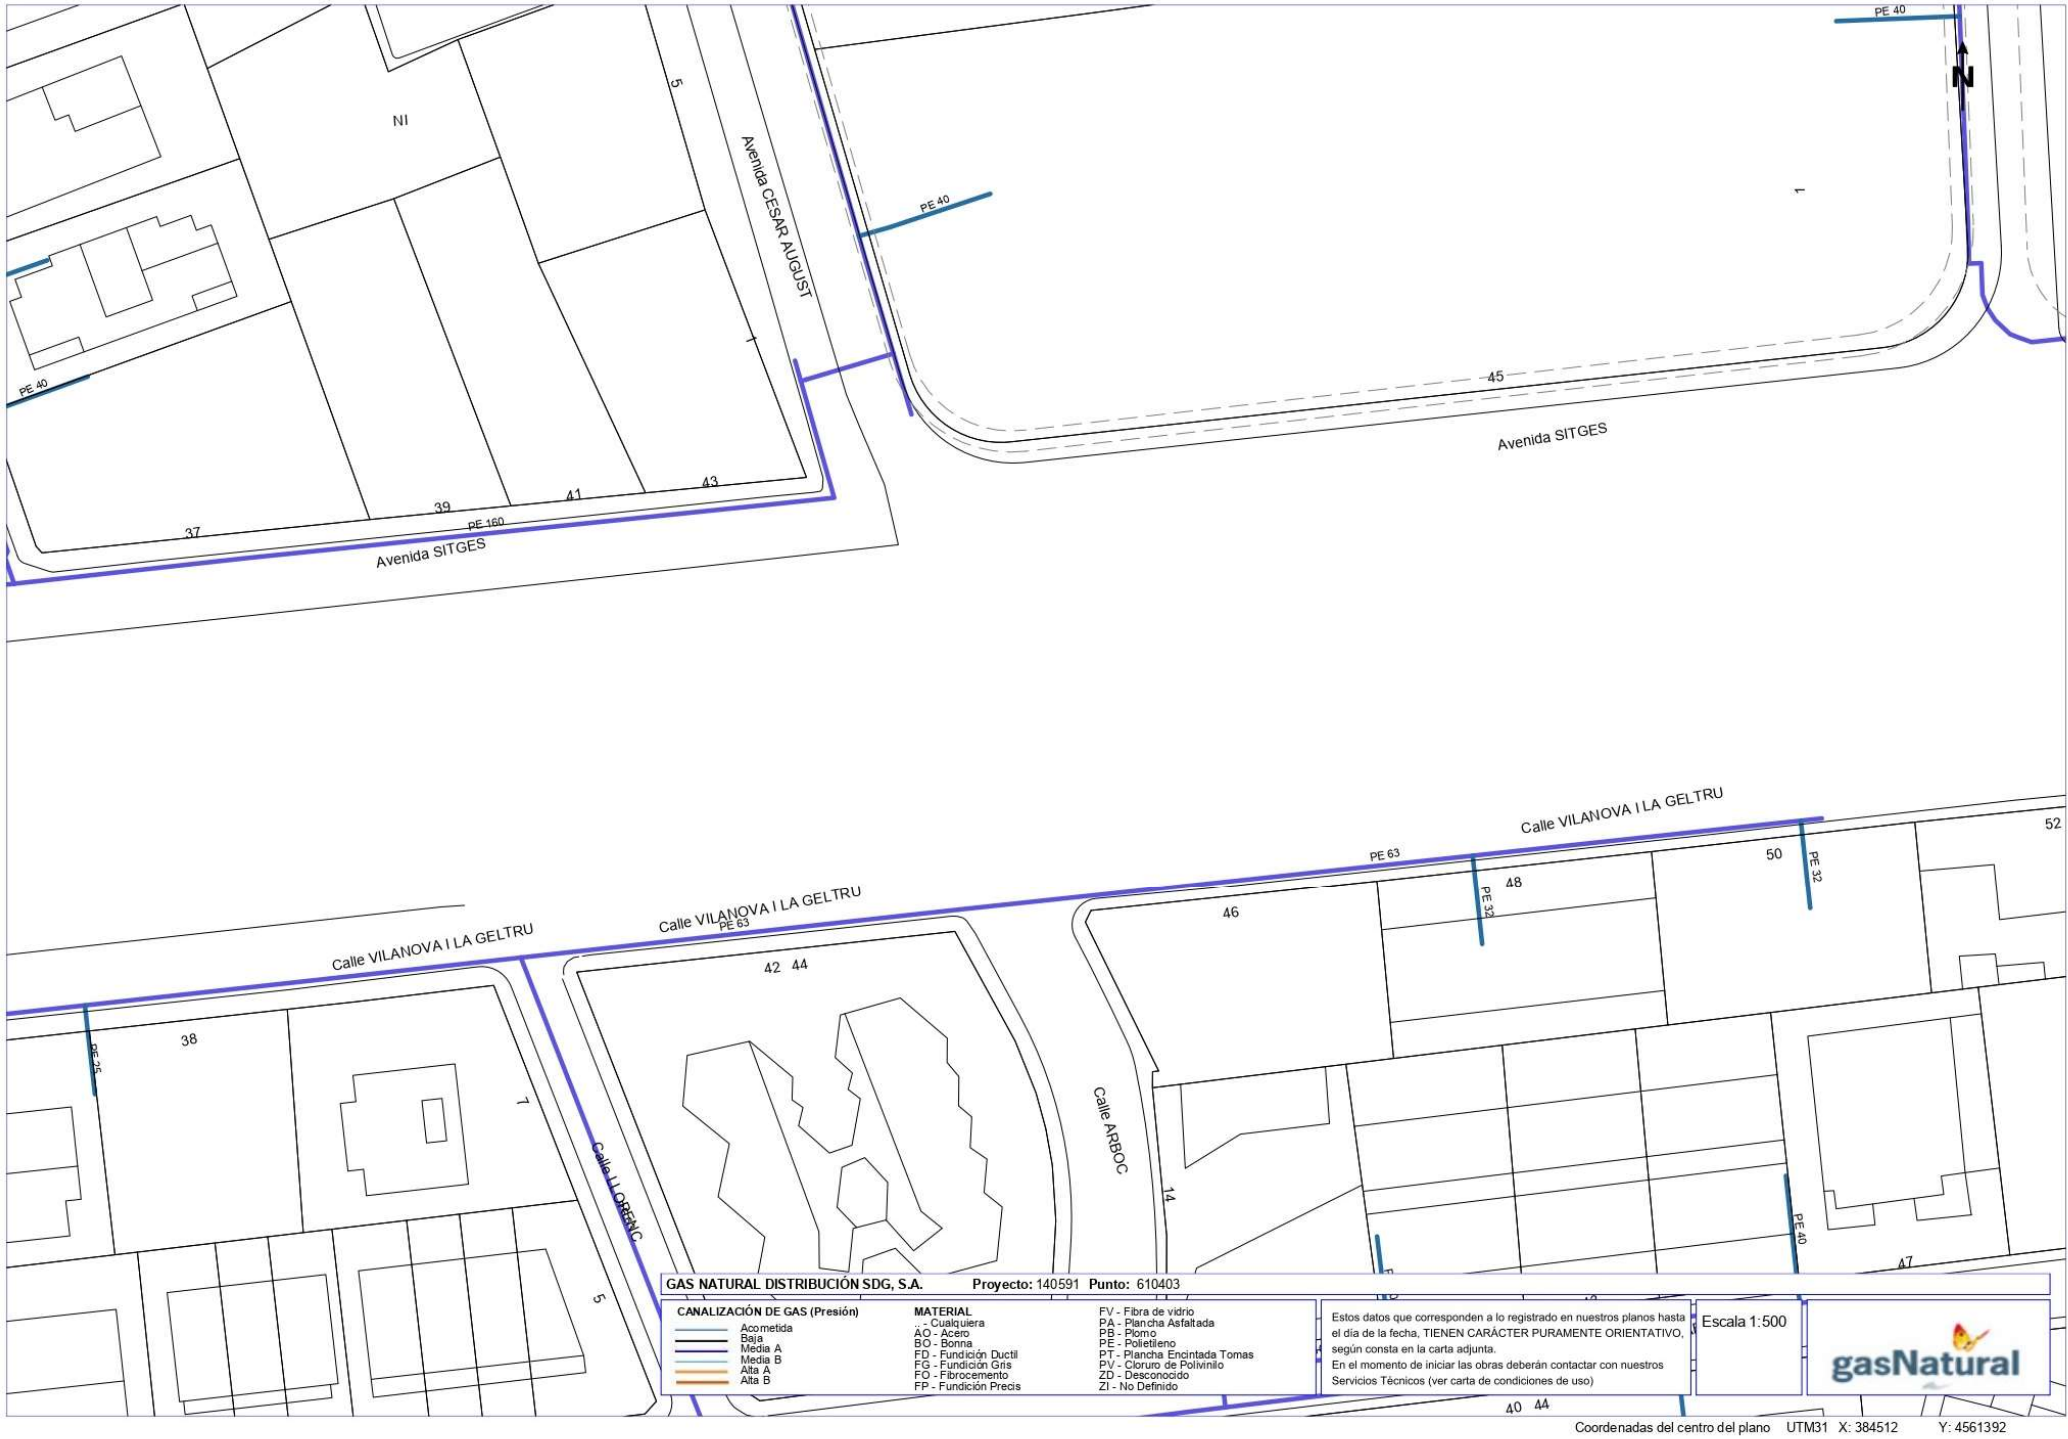 PE 40
N
5
NI
Avenida CESAR AUGUST
1
PE 40
1
PE 40
45
Avenida SITGES
43
41
39
37
PE 160
Avenida SITGES
Calle VILANOVA I LA GELTRU
52
PE 63
50
PE 32
48
PE 32
46
Calle VILANOVA I LA GELTRU
PE 63
Calle VILANOVA I LA GELTRU
42 44
38
PE 25
7
Calle LLORENC
Calle ARBOC
14
PE 40
47
5
GAS NATURAL DISTRIBUCIÓN SDG, S.A. Proyecto: 140591 Punto: 610403
CANALIZACIÓN DE GAS (Presión)
Acometida
Baja
Media A
Media B
Alta A
Alta B
MATERIAL
.. - Cualquiera
AO - Acero
BO - Bonna
FD - Fundición Ductil
FG - Fundición Gris
FO - Fibrocemento
FP - Fundición Precis
FV - Fibra de vidrio
PA - Plancha Asfaltada
PB - Plomo
PE - Polietileno
PT - Plancha Encintada Tomas
PV - Cloruro de Polivinilo
ZD - Desconocido
ZI - No Definido
Estos datos que corresponden a lo registrado en nuestros planos hasta
el día de la fecha, TIENEN CARÁCTER PURAMENTE ORIENTATIVO,
según consta en la carta adjunta.
En el momento de iniciar las obras deberán contactar con nuestros
Servicios Técnicos (ver carta de condiciones de uso)
Escala 1:500
gasNatural
40 44
Coordenadas del centro del plano UTM31 X: 384512 Y: 4561392